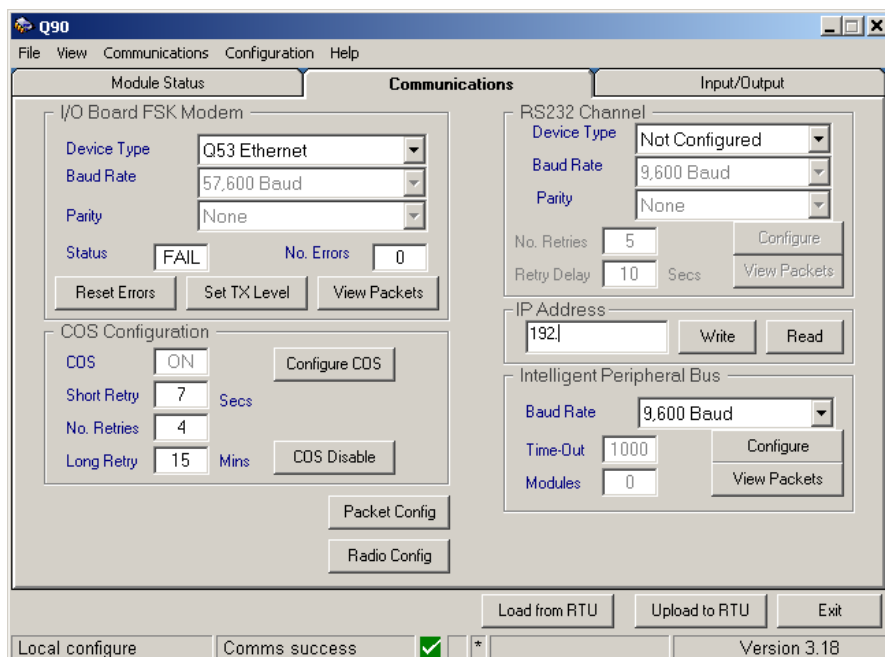 Q90
File View Communications Configuration Help
Module Status Communications Input/Output
I/O Board FSK Modem
Device Type Q53 Ethernet
Baud Rate 57,600 Baud
Parity None
Status FAIL No. Errors 0
Reset Errors Set TX Level View Packets
COS Configuration
COS ON Configure COS
Short Retry 7 Secs
No. Retries 4
Long Retry 15 Mins COS Disable
Packet Config
Radio Config
RS232 Channel
Device Type Not Configured
Baud Rate 9,600 Baud
Parity None
No. Retries 5 Configure
Retry Delay 10 Secs View Packets
IP Address
192. Write Read
Intelligent Peripheral Bus
Baud Rate 9,600 Baud
Time-Out 1000 Configure
Modules 0 View Packets
Load from RTU Upload to RTU Exit
Local configure Comms success * Version 3.18